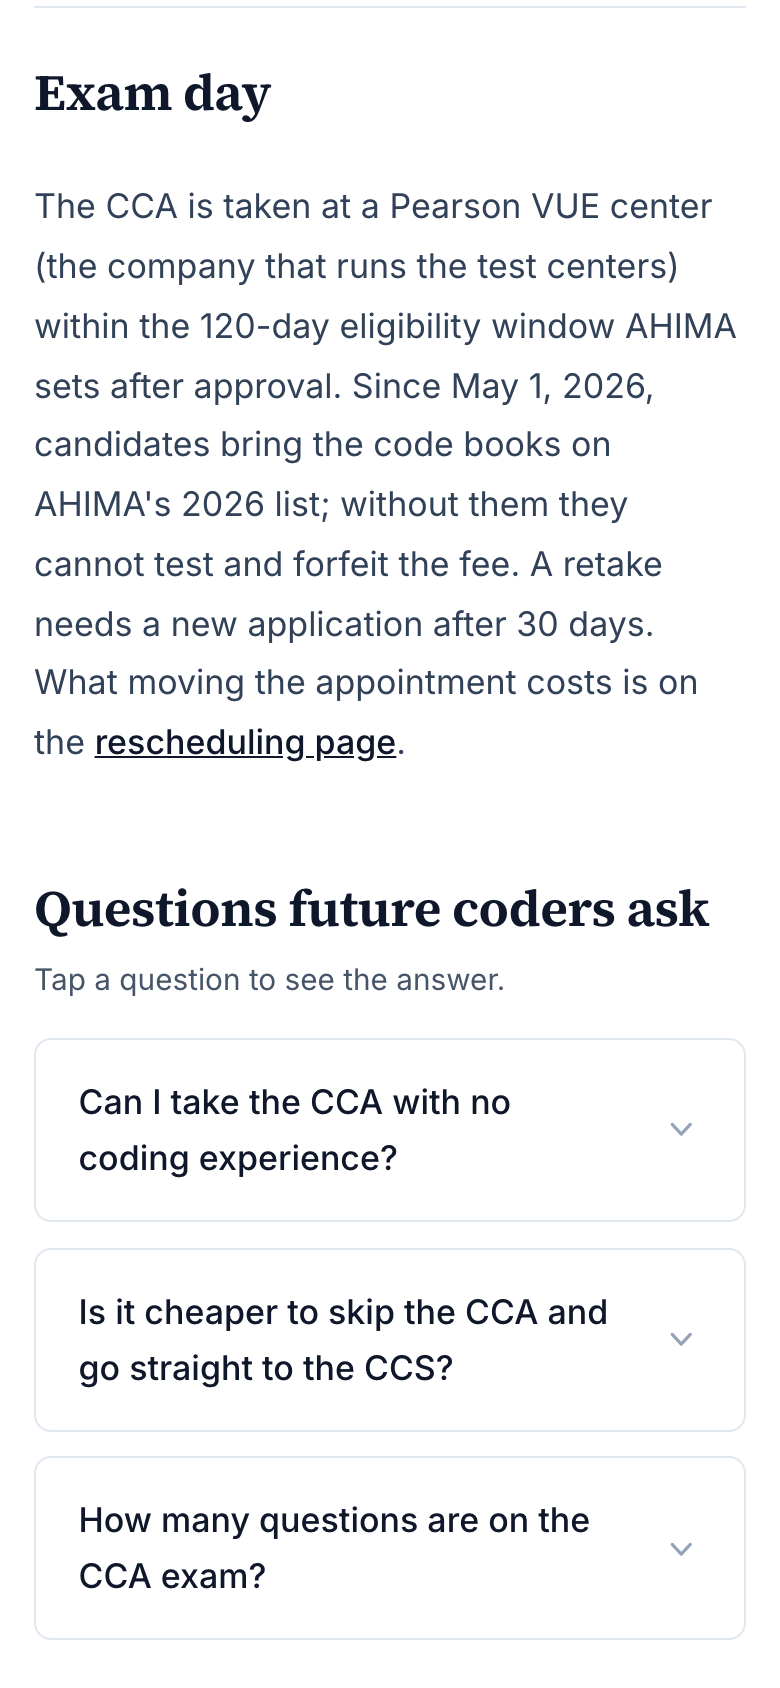 Exam day
The CCA is taken at a Pearson VUE center
(the company that runs the test centers)
within the 120-day eligibility window AHIMA
sets after approval. Since May 1, 2026,
candidates bring the code books on
AHIMA's 2026 list; without them they
cannot test and forfeit the fee. A retake
needs a new application after 30 days.
What moving the appointment costs is on
the rescheduling page.
Questions future coders ask
Tap a question to see the answer.
Can I take the CCA with no
coding experience?
Is it cheaper to skip the CCA and
go straight to the CCS?
How many questions are on the
CCA exam?